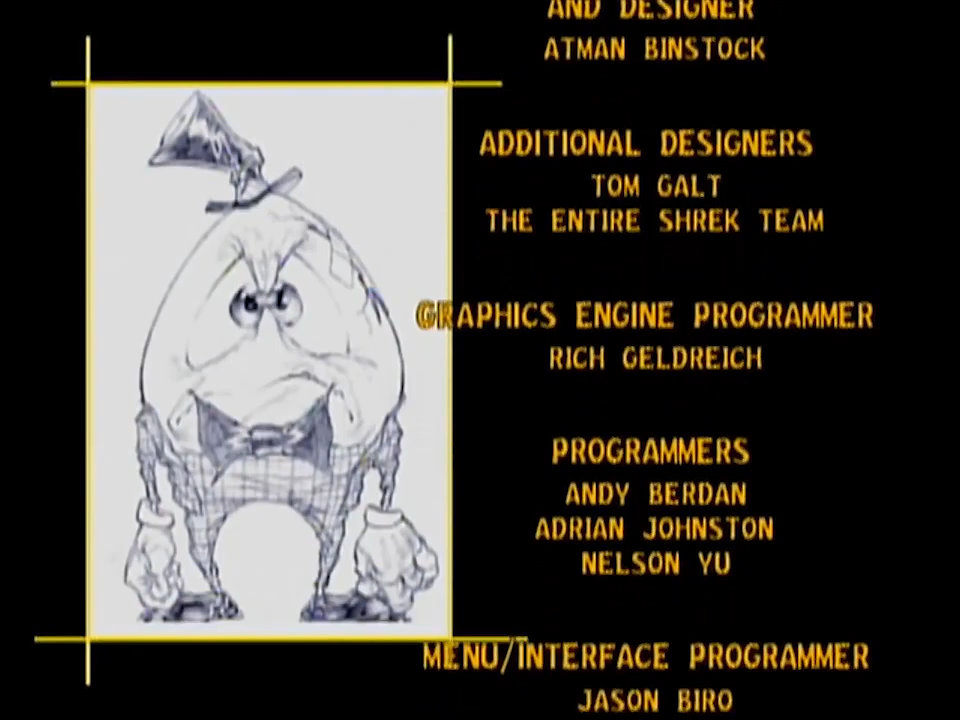 AND DESIGNER
ATMAN BINSTOCK
ADDITIONAL DESIGNERS
TOM GALT
THE ENTIRE SHREK TEAM
GRAPHICS ENGINE PROGRAMMER
RICH GELDREICH
PROGRAMMERS
ANDY BERDAN
ADRIAN JOHNSTON
NELSON YU
MENU/INTERFACE PROGRAMMER
JASON BIRO